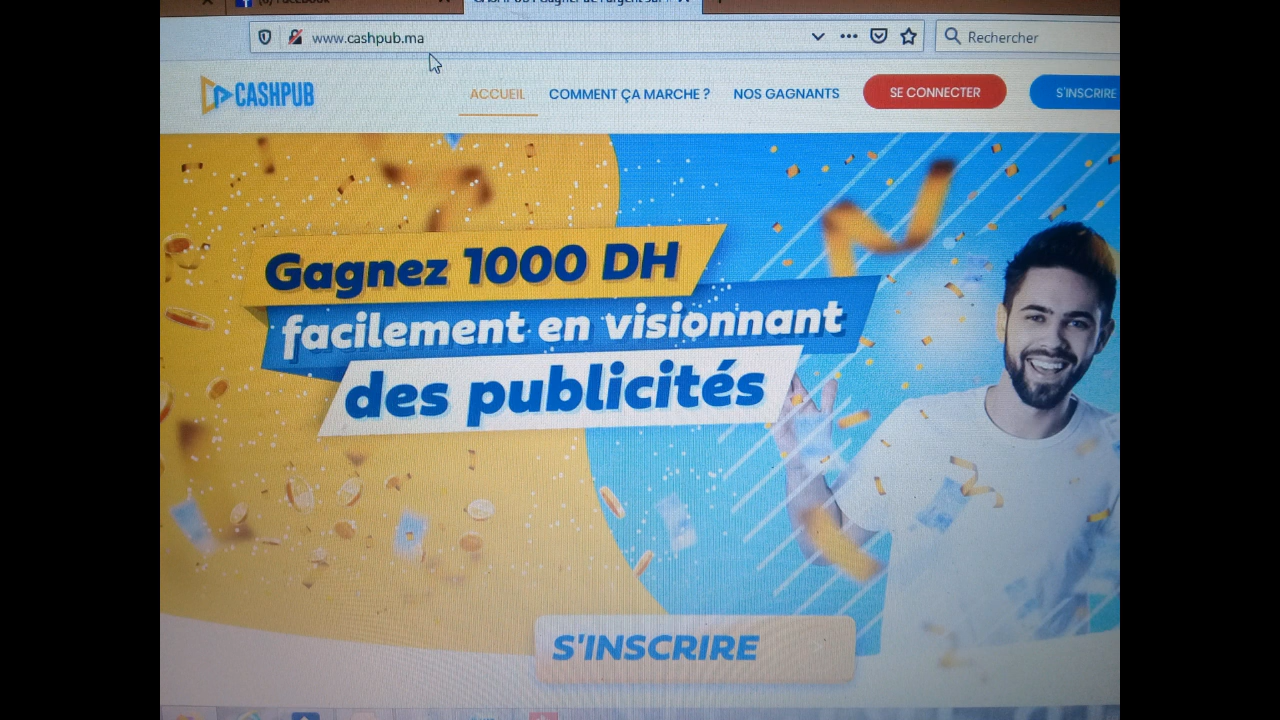 www.cashpub.ma
Rechercher
CASHPUB
ACCUEIL
COMMENT ÇA MARCHE ?
NOS GAGNANTS
SE CONNECTER
S'INSCRIRE
Gagnez 1000 DH
facilement en visionnant
des publicités
S'INSCRIRE